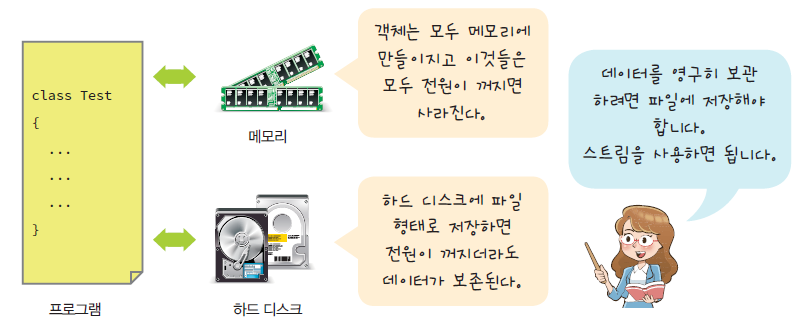 class Test
{
...
...
...
}
프로그램
메모리
하드 디스크
객체는 모두 메모리에
만들이지고 이것들은
모두 전원이 꺼지면
사라진다.
하드 디스크에 파일
형태로 저장하면
전원이 꺼지더라도
데이터가 보존된다.
데이터를 영구히 보관
하려면 파일에 저장해야
합니다.
스트림을 사용하면 됩니다.